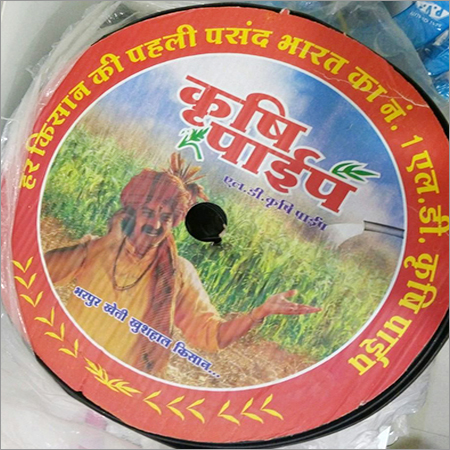 हर किसान की पहली पसंद भारत का नं. 1 एल.डी. कृषि पाईप
कृषि
पाईप
एल.डी.कृषि पाईप
भरपुर खेती खुशहाल किसान...